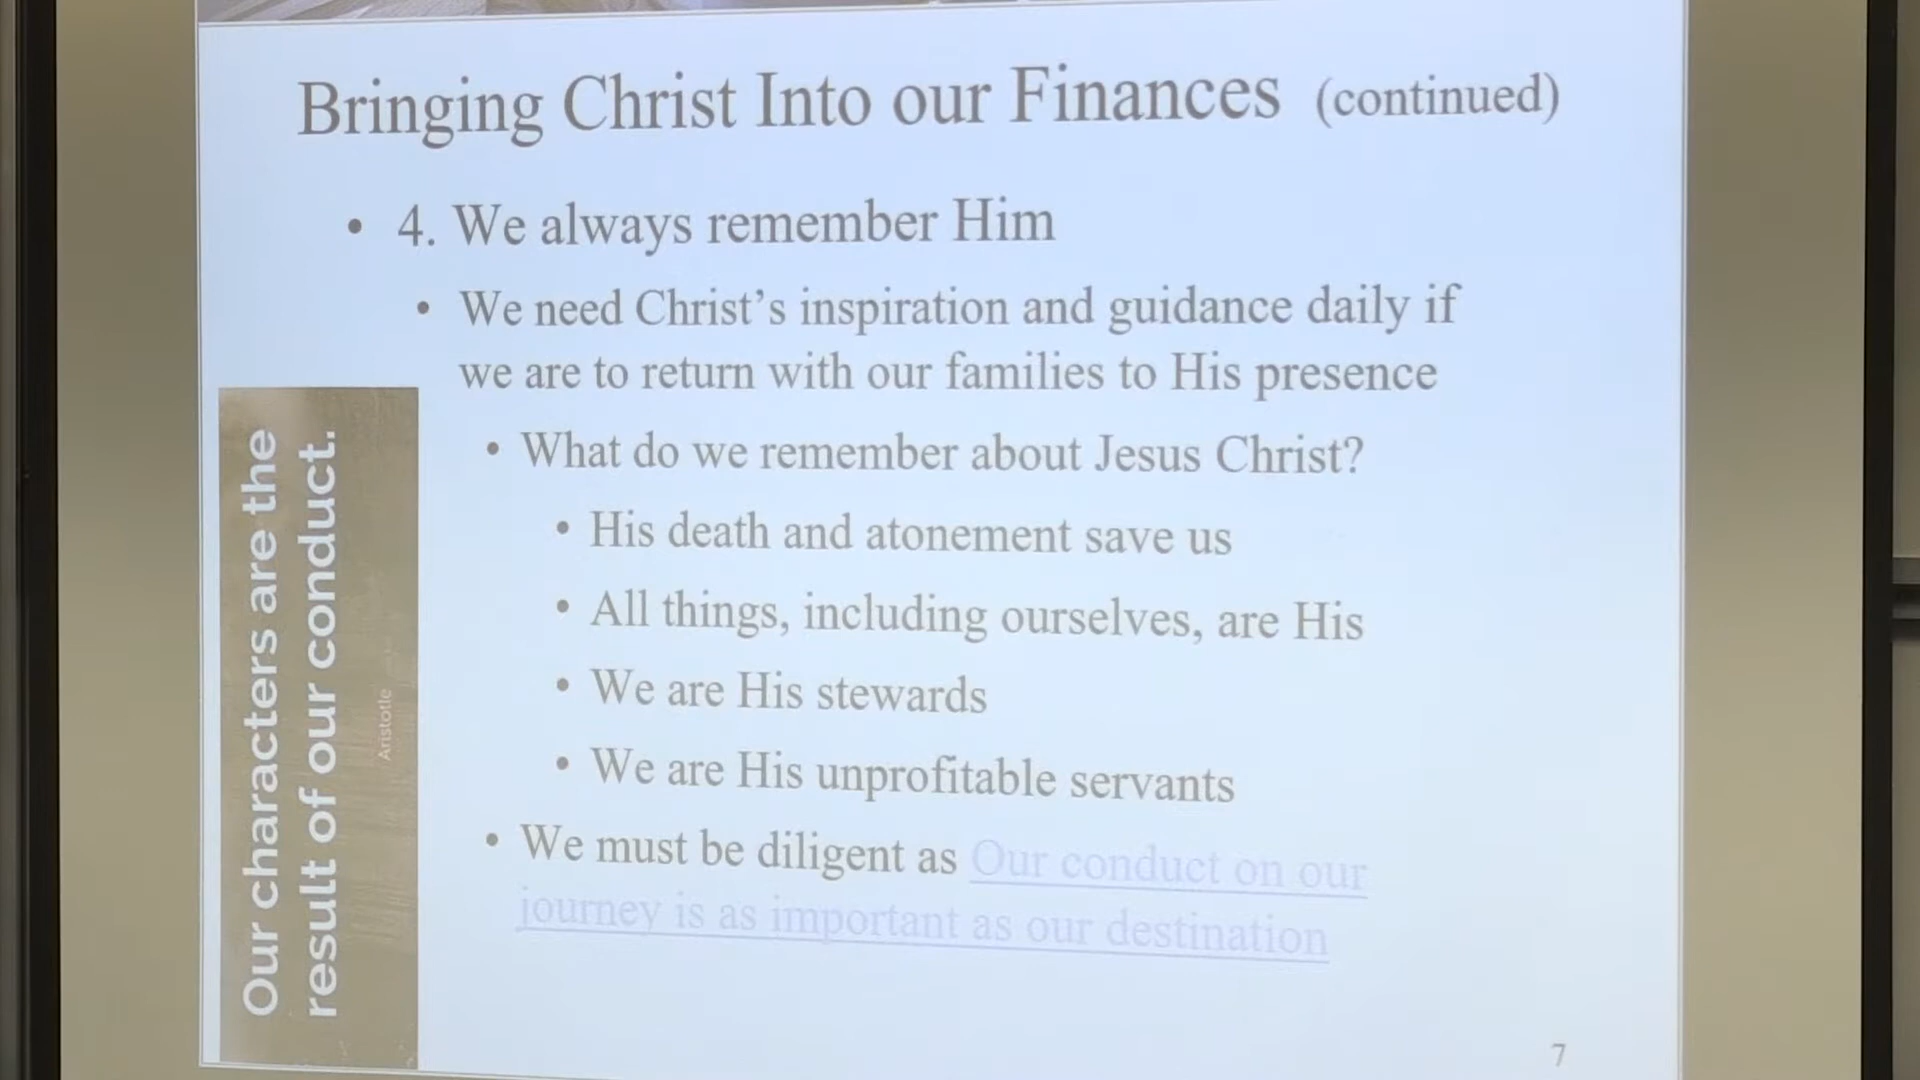 Bringing Christ Into our Finances (continued)
• 4. We always remember Him
• We need Christ’s inspiration and guidance daily if
we are to return with our families to His presence
• What do we remember about Jesus Christ?
• His death and atonement save us
• All things, including ourselves, are His
• We are His stewards
• We are His unprofitable servants
• We must be diligent as Our conduct on our
journey is as important as our destination
Our characters are the
result of our conduct.
Aristotle
7